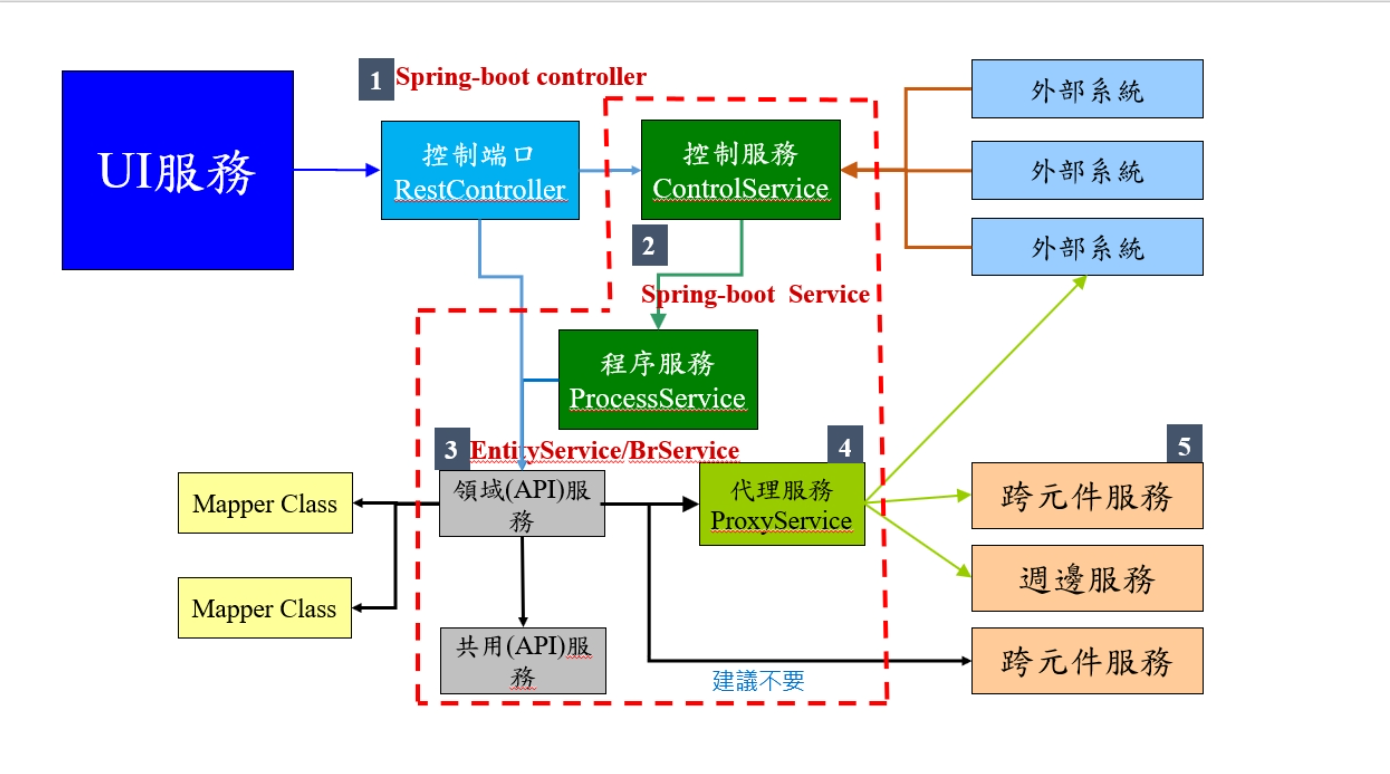 1
Spring-boot controller
UI服務
控制端口
RestController
控制服務
ControlService
外部系統
外部系統
外部系統
2
Spring-boot Service
程序服務
ProcessService
3
EntityService/BrService
4
5
Mapper Class
領域(API)服
務
代理服務
ProxyService
跨元件服務
週邊服務
Mapper Class
共用(API)服
務
建議不要
跨元件服務